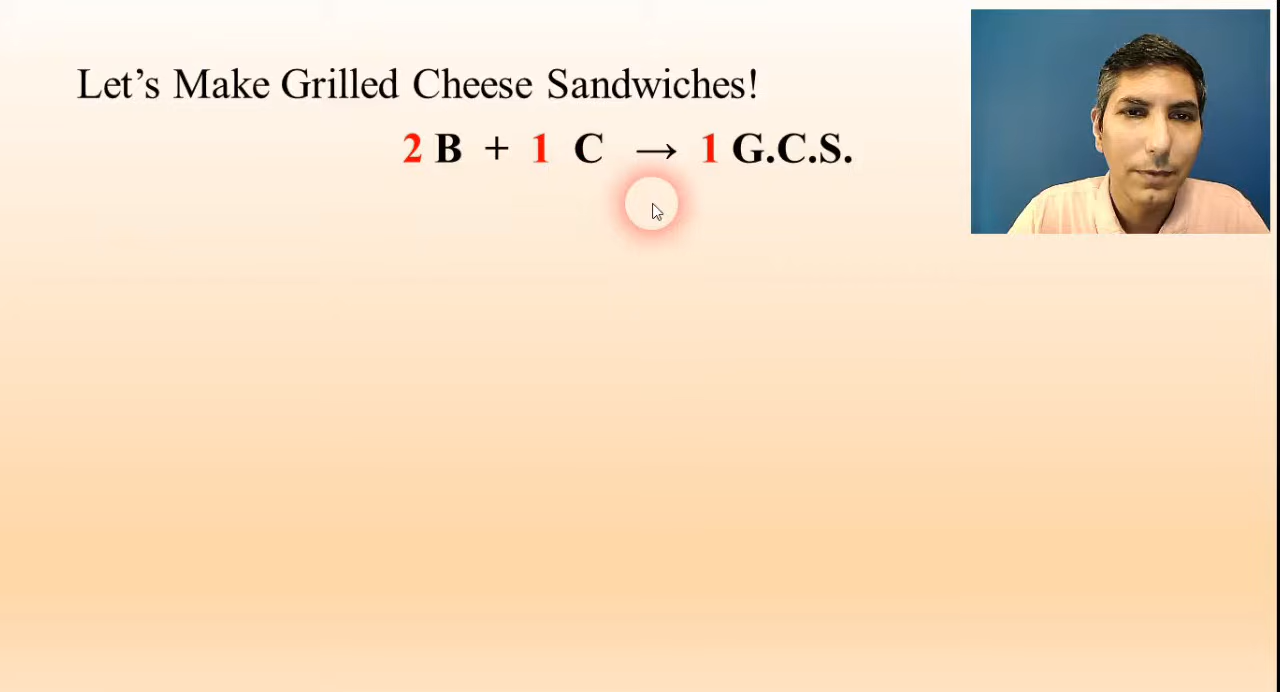 Let’s Make Grilled Cheese Sandwiches!
2 B + 1 C → 1 G.C.S.